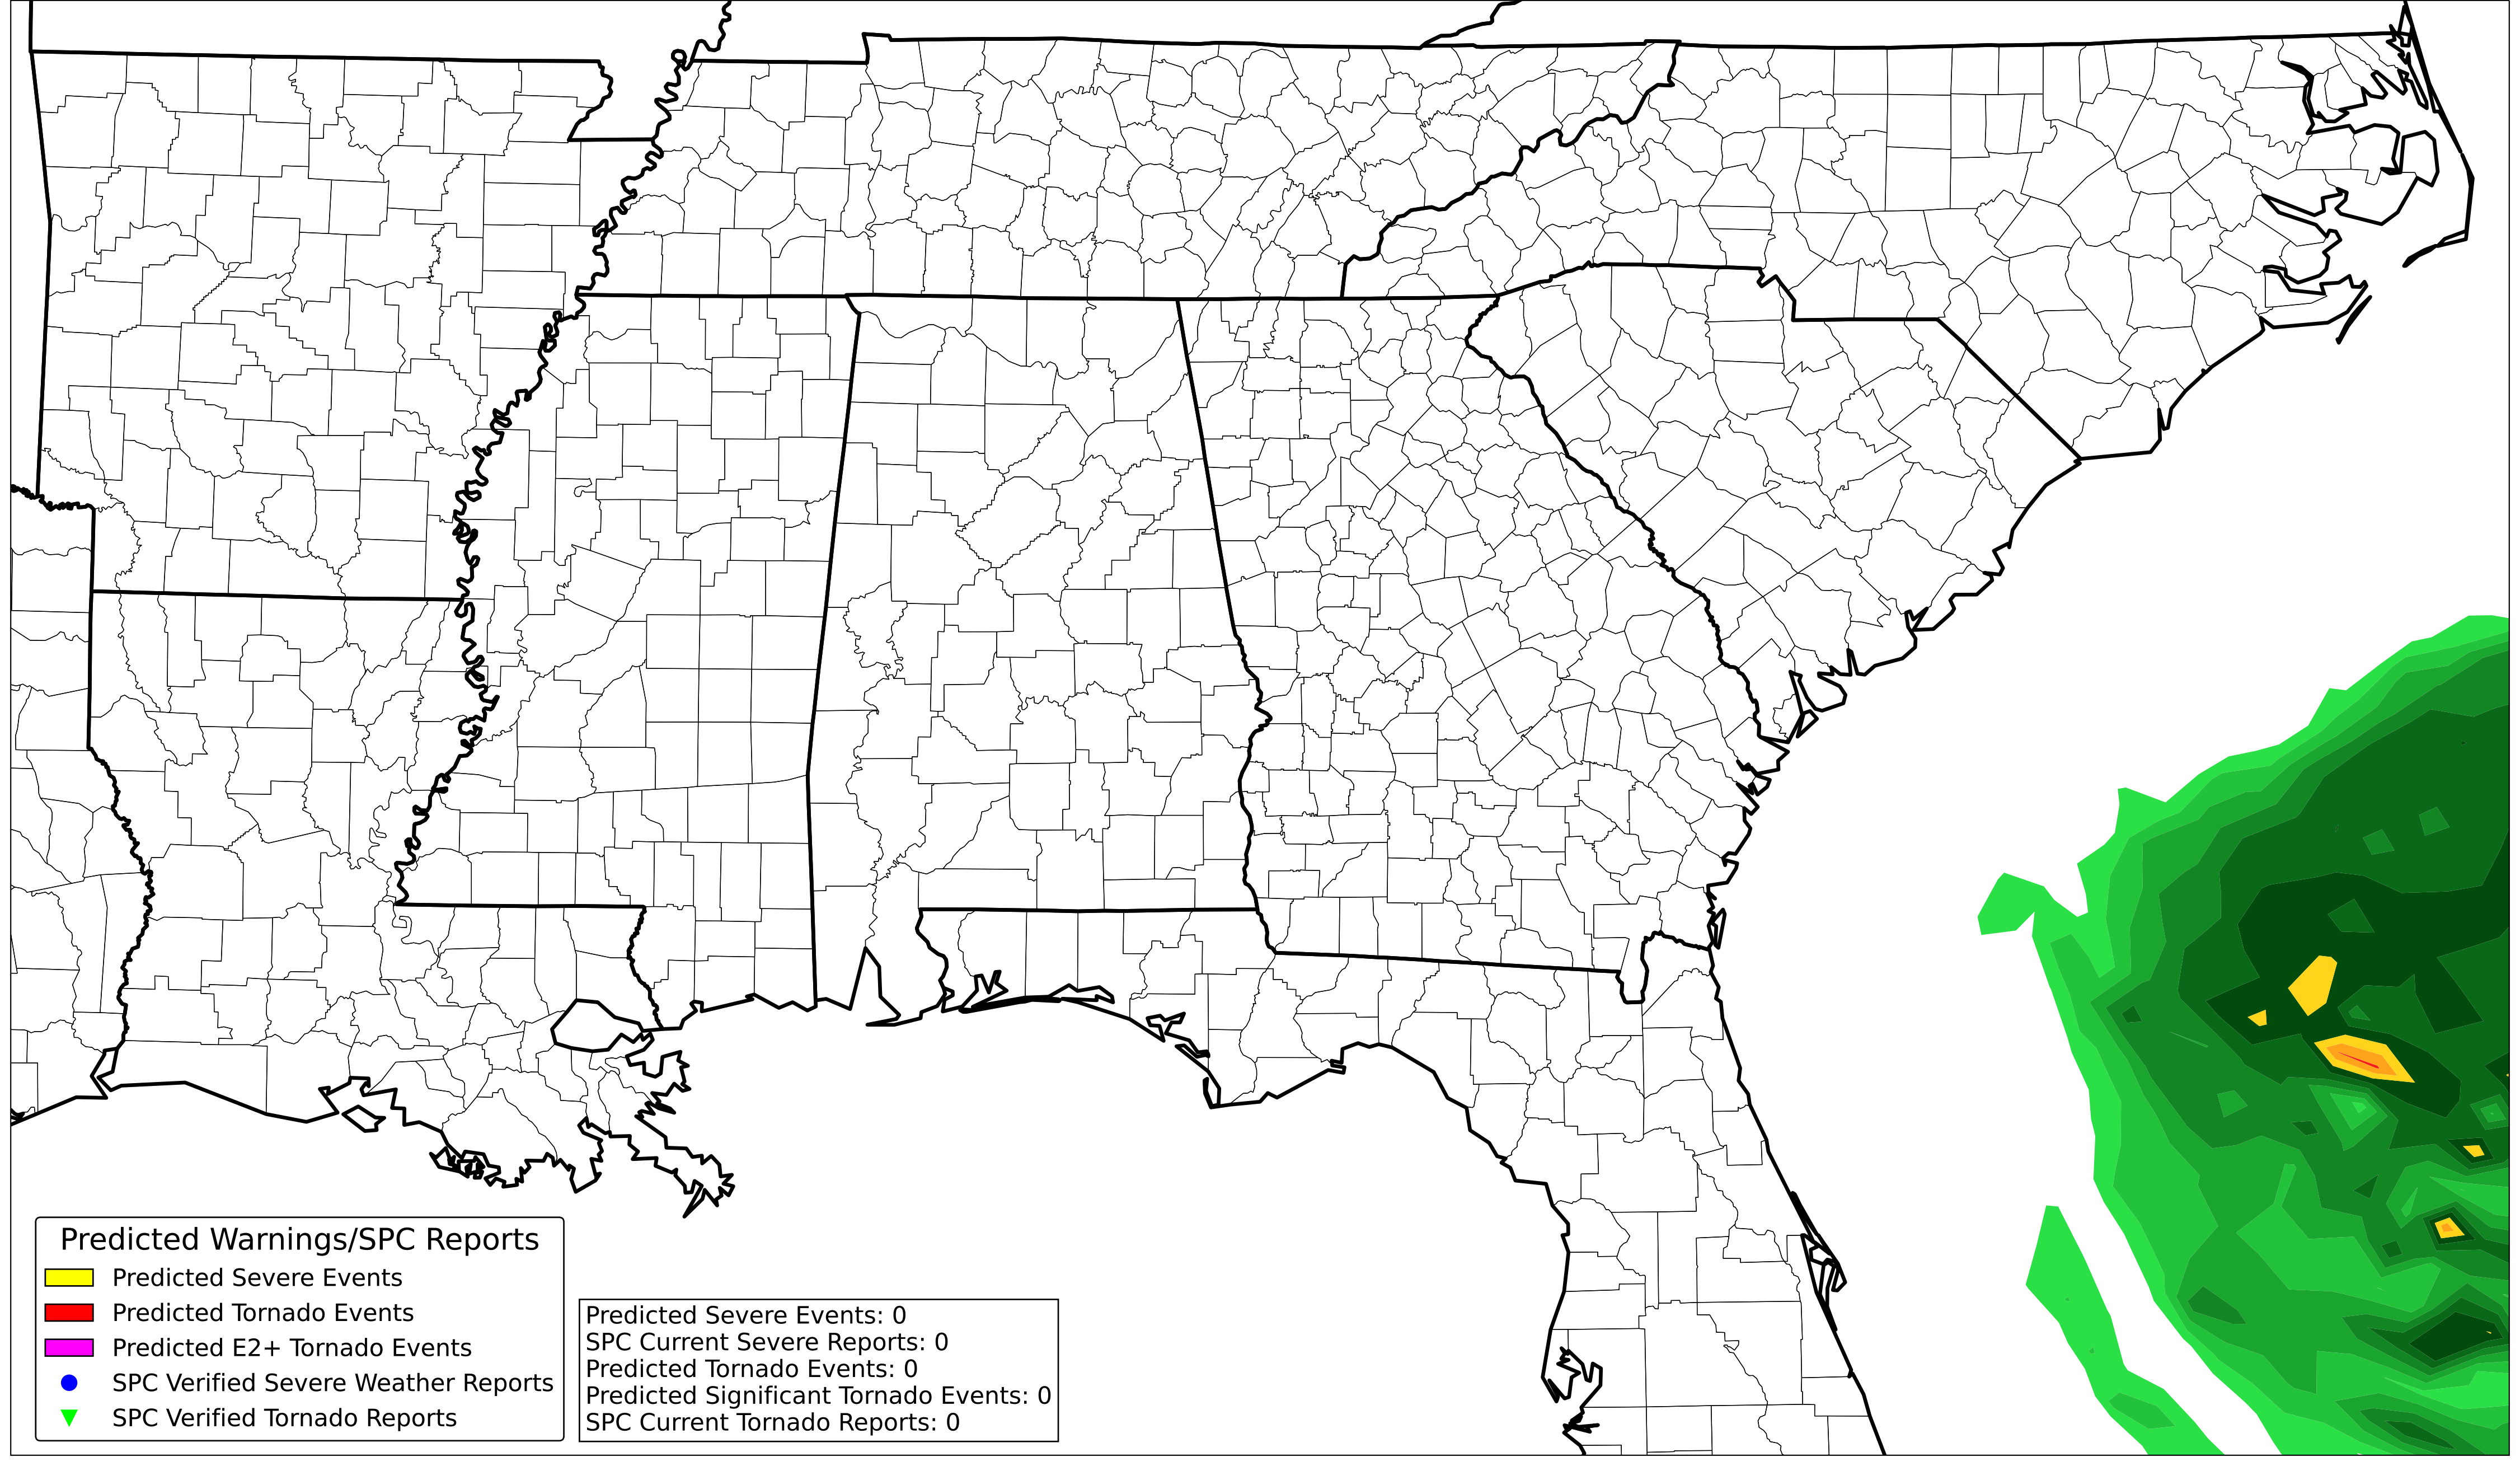 Predicted Warnings/SPC Reports
Predicted Severe Events
Predicted Tornado Events
Predicted E2+ Tornado Events
SPC Verified Severe Weather Reports
SPC Verified Tornado Reports
Predicted Severe Events: 0
SPC Current Severe Reports: 0
Predicted Tornado Events: 0
Predicted Significant Tornado Events: 0
SPC Current Tornado Reports: 0